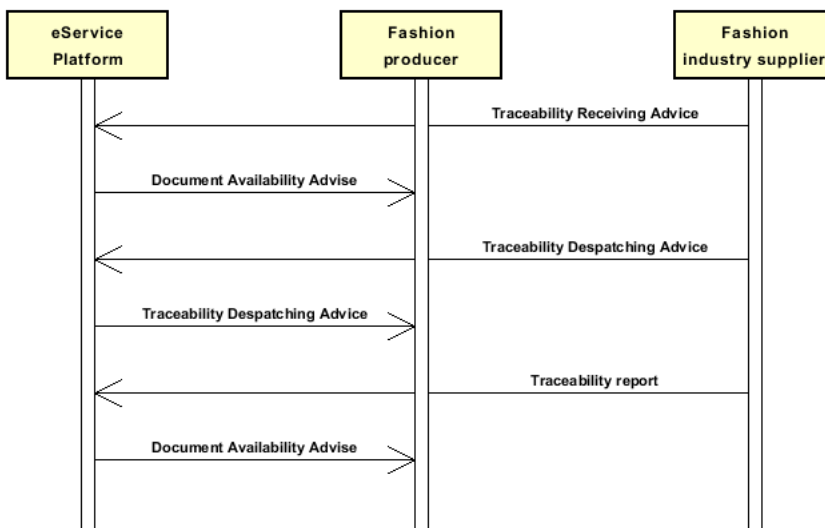 eService
Platform
Fashion
producer
Fashion
industry supplier
Traceability Receiving Advice
Document Availability Advise
Traceability Despatching Advice
Traceability Despatching Advice
Traceability report
Document Availability Advise